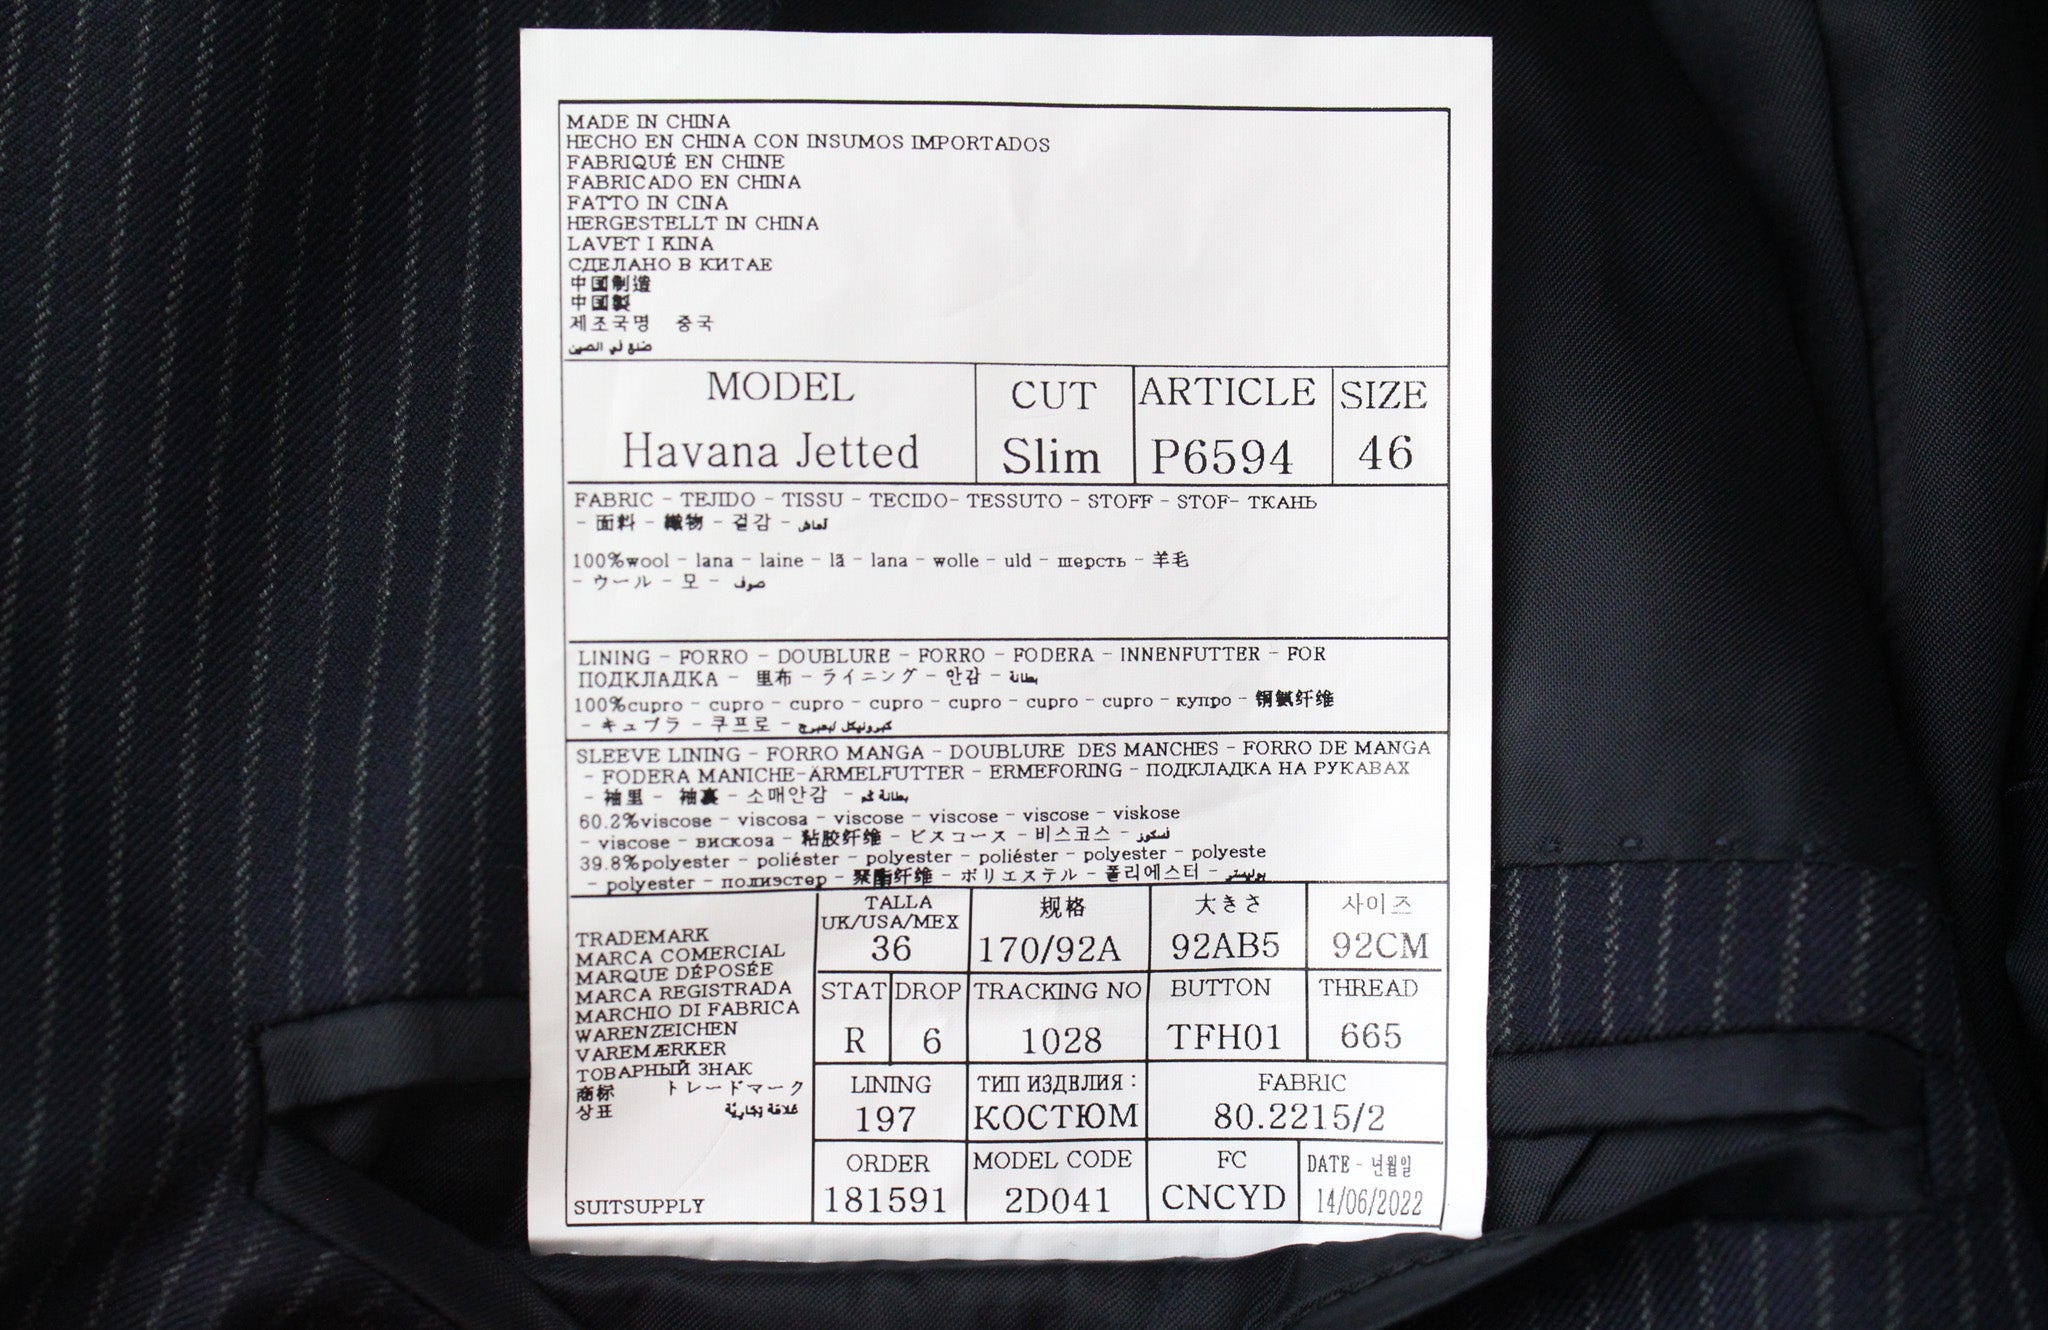 MADE IN CHINA
HECHO EN CHINA CON INSUMOS IMPORTADOS
FABRIQUÉ EN CHINE
FABRICADO EN CHINA
FATTO IN CINA
HERGESTELLT IN CHINA
LAVET I KINA
СДЕЛАНО В КИТАЕ
中国制造
中国製
제조국명 중국
صنع في الصين
MODEL
Havana Jetted
CUT
Slim
ARTICLE
P6594
SIZE
46
FABRIC - TEJIDO - TISSU - TECIDO- TESSUTO - STOFF - STOF- ТКАНЬ
- 面料 - 織物 - 겉감 - قماش
100%wool - lana - laine - lã - lana - wolle - uld - шерсть - 羊毛
- ウール - 모 - صوف
LINING - FORRO - DOUBLURE - FORRO - FODERA - INNENFUTTER - FOR
ПОДКЛАДКА - 里布 - ライニング - 안감 - بطانة
100%cupro - cupro - cupro - cupro - cupro - cupro - cupro - купро - 铜氨纤维
- キュプラ - 쿠프로 -
SLEEVE LINING - FORRO MANGA - DOUBLURE DES MANCHES - FORRO DE MANGA
- FODERA MANICHE-ARMELFUTTER - ERMEFORING - ПОДКЛАДКА НА РУКАВАХ
- 袖里 - 袖裏 - 소매안감 - بطانة كم
60.2%viscose - viscosa - viscose - viscose - viscose - viskose
- viscose - вискоза - 粘胶纤维 - ビスコース - 비스코스 - فسكوز
39.8%polyester - poliéster - polyester - poliéster - polyester - polyeste
- polyester - полиэстер - 聚酯纤维 - ポリエステル - 폴리에스터 -
TRADEMARK
MARCA COMERCIAL
MARQUE DÉPOSÉE
MARCA REGISTRADA
MARCHIO DI FABRICA
WARENZEICHEN
VAREMÆRKER
ТОВАРНЫЙ ЗНАК
商标 トレードマーク
상표
SUITSUPPLY
TALLA
UK/USA/MEX
36
规格
170/92A
大きさ
92AB5
사이즈
92CM
STAT
R
DROP
6
TRACKING NO
1028
BUTTON
TFH01
THREAD
665
LINING
197
ТИП ИЗДЕЛИЯ :
КОСТЮМ
FABRIC
80.2215/2
ORDER
181591
MODEL CODE
2D041
FC
CNCYD
DATE - 년월일
14/06/2022